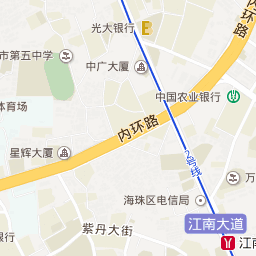 光大银行
内环路
市第五中学
中广大厦
中国农业银行
体育场
内环路
星辉大厦
2号线
万
海珠区电信局
江南大道
紫丹大街
银行
江南